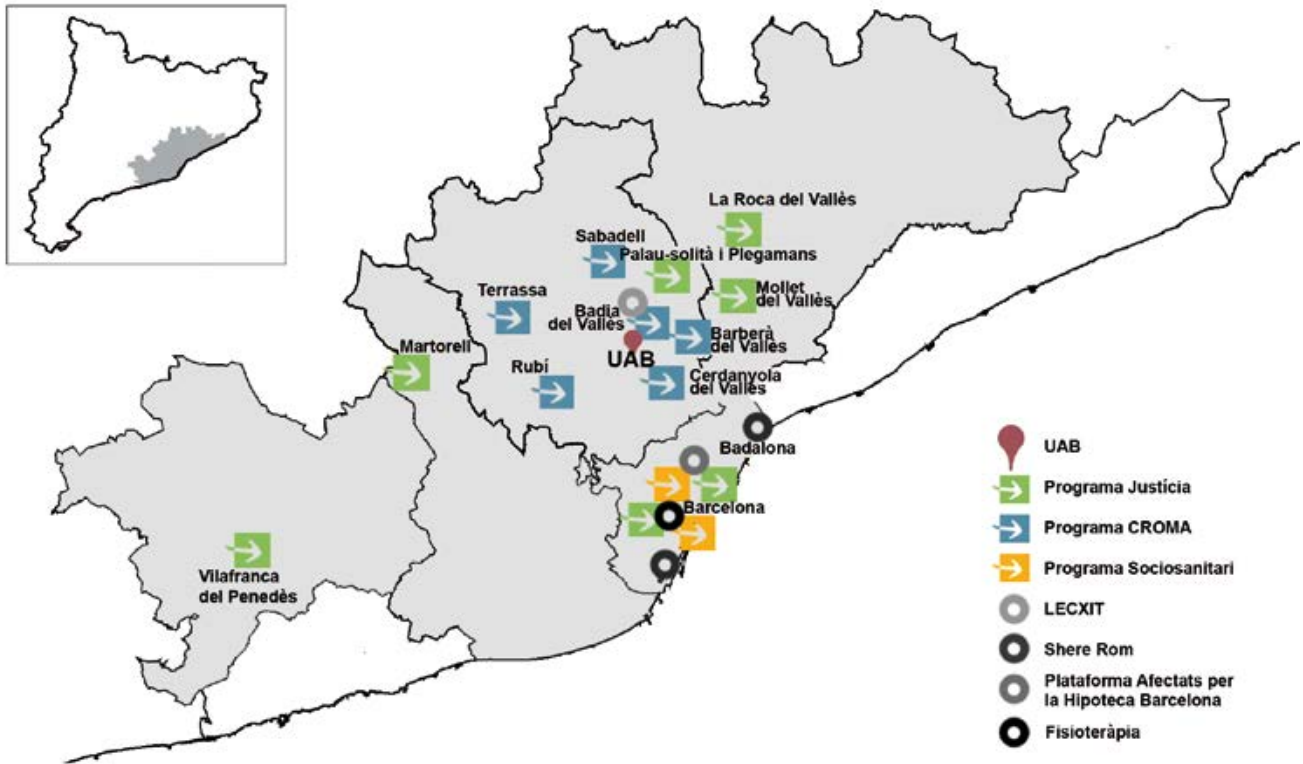 La Roca del Vallès
Sabadell
Palau-solità i Plegamans
Terrassa
Badia
del Vallès
Mollet
del Vallès
Barberà
del Vallès
UAB
Martorell
Rubí
Cerdanyola
del Vallès
Badalona
Barcelona
Vilafranca
del Penedès
UAB
Programa Justícia
Programa CROMA
Programa Sociosanitari
LECXIT
Shere Rom
Plataforma Afectats per
la Hipoteca Barcelona
Fisioteràpia